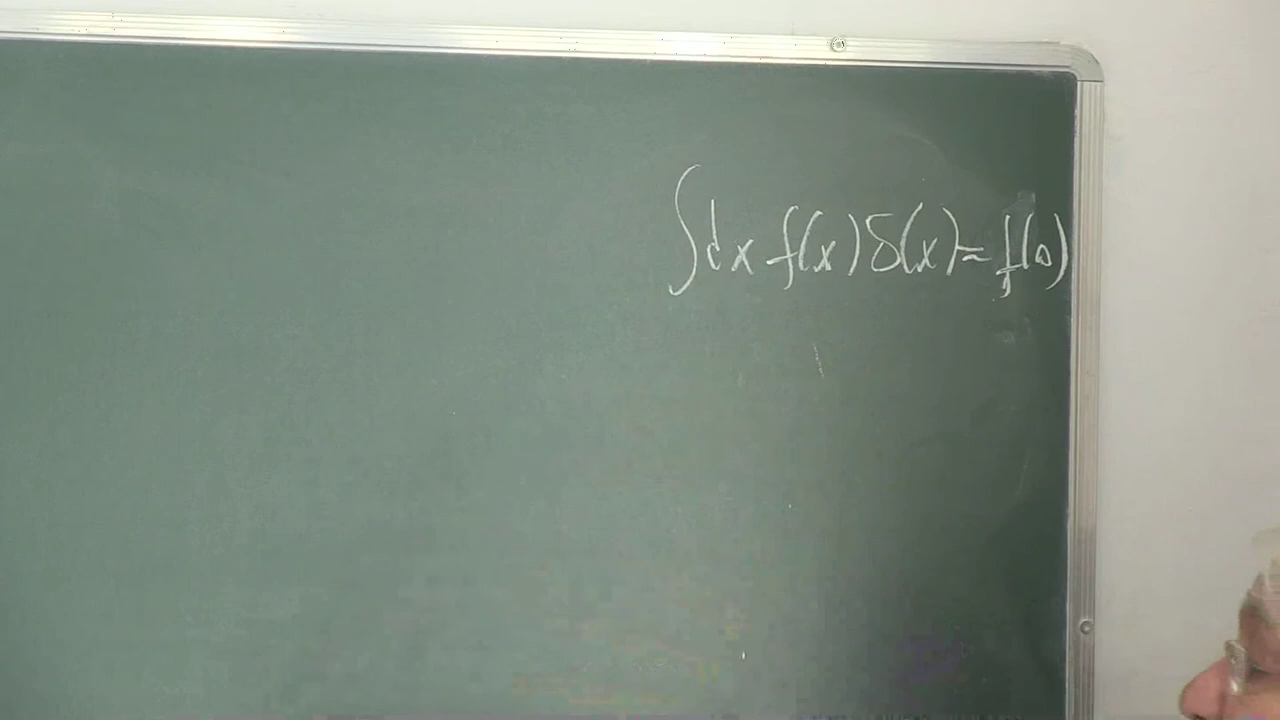 ∫dx f(x) δ(x) = f(0)